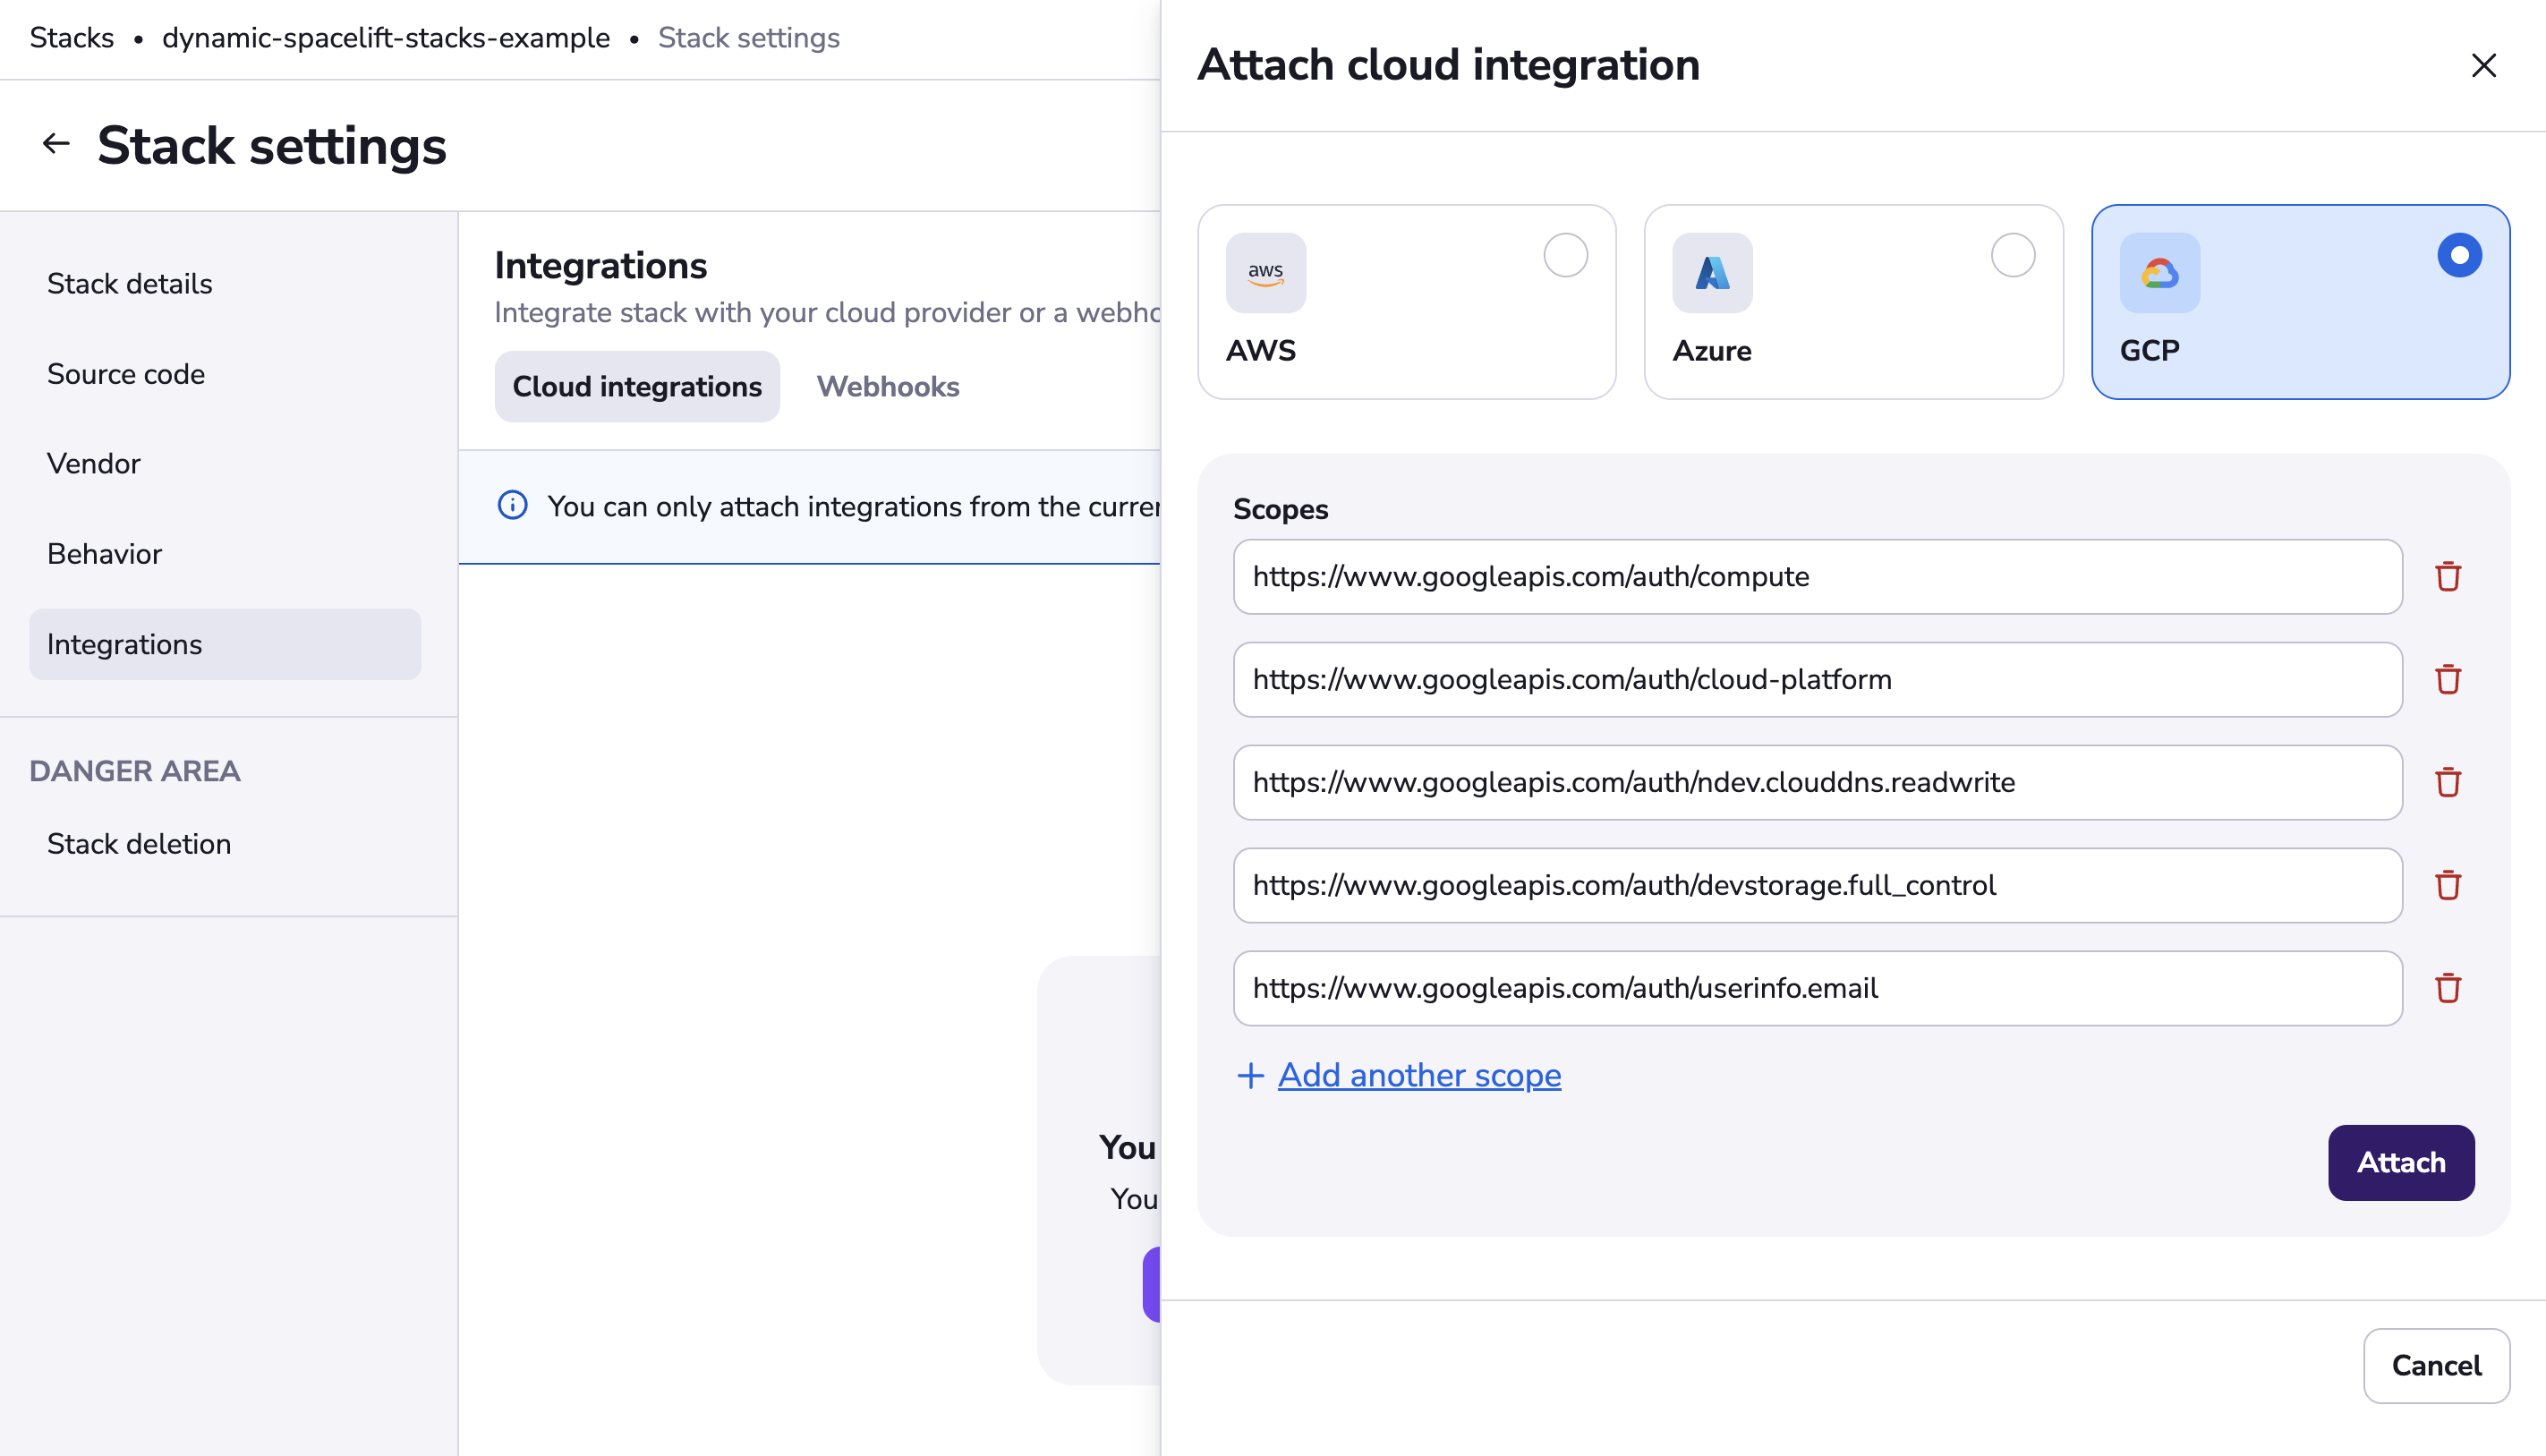 Stacks • dynamic-spacelift-stacks-example • Stack settings
Stack settings
Stack details
Source code
Vendor
Behavior
Integrations
DANGER AREA
Stack deletion
Integrations
Integrate stack with your cloud provider or a webho
Cloud integrations
Webhooks
You can only attach integrations from the curren
You
You
Attach cloud integration
aws
AWS
Azure
GCP
Scopes
https://www.googleapis.com/auth/compute
https://www.googleapis.com/auth/cloud-platform
https://www.googleapis.com/auth/ndev.clouddns.readwrite
https://www.googleapis.com/auth/devstorage.full_control
https://www.googleapis.com/auth/userinfo.email
+ Add another scope
Attach
Cancel